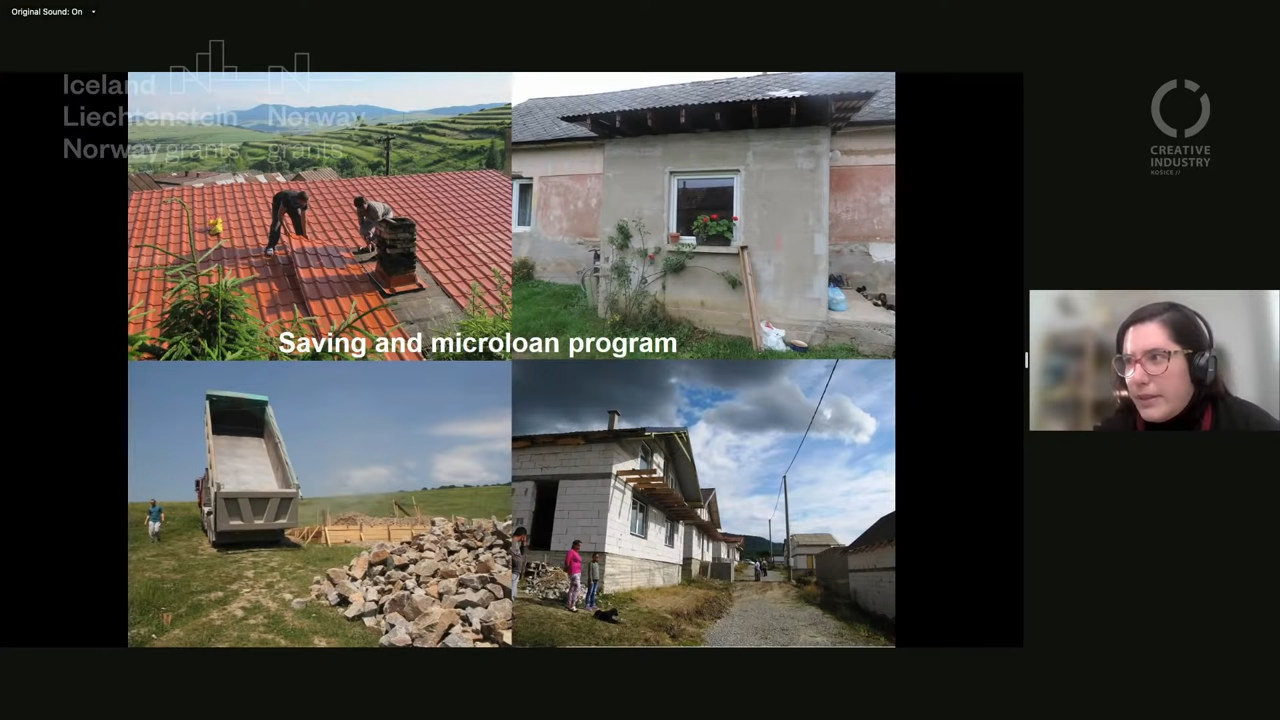 Original Sound: On
Iceland
Liechtenstein
Norway grants
Norway
grants
CREATIVE
INDUSTRY
KOŠICE //
Saving and microloan program